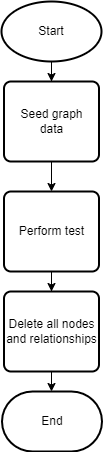 Start
Seed graph
data
Perform test
Delete all nodes
and relationships
End